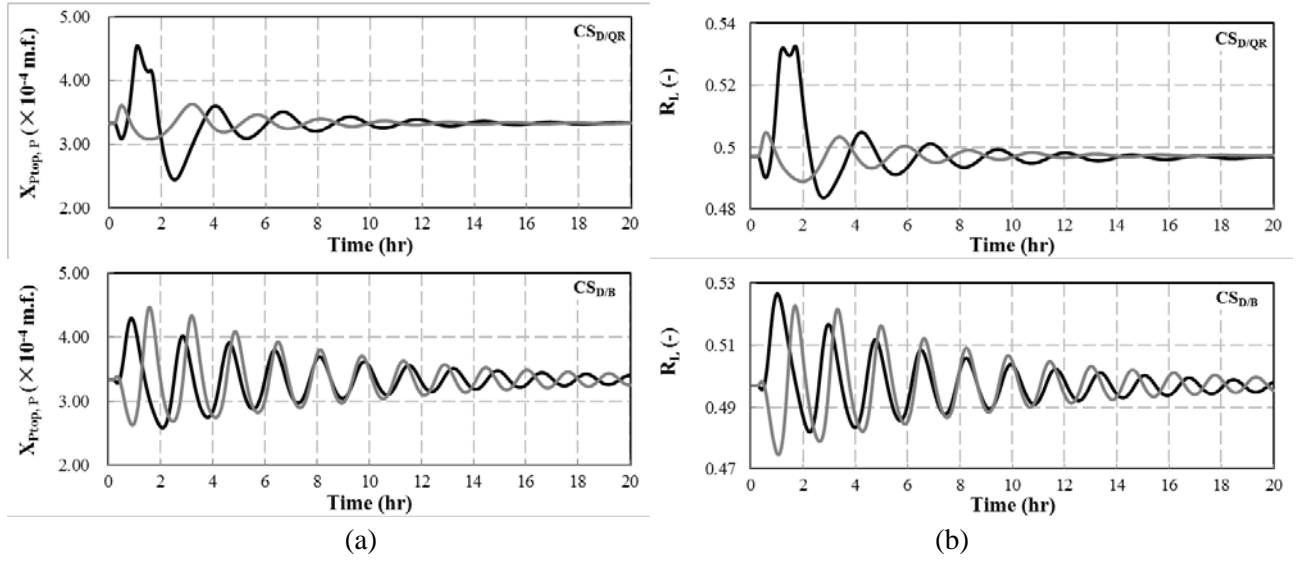 5.00
4.00
3.00
2.00
X_Ptop, P (× 10⁻⁴ m.f.)
CS_D/QR
0 2 4 6 8 10 12 14 16 18 20
Time (hr)
0.54
0.52
0.5
0.48
R_L (-)
CS_D/QR
0 2 4 6 8 10 12 14 16 18 20
Time (hr)
5.00
4.00
3.00
2.00
X_Ptop, P (× 10⁻⁴ m.f.)
CS_D/B
0 2 4 6 8 10 12 14 16 18 20
Time (hr)
0.53
0.51
0.49
0.47
R_L (-)
CS_D/B
0 2 4 6 8 10 12 14 16 18 20
Time (hr)
(a)
(b)